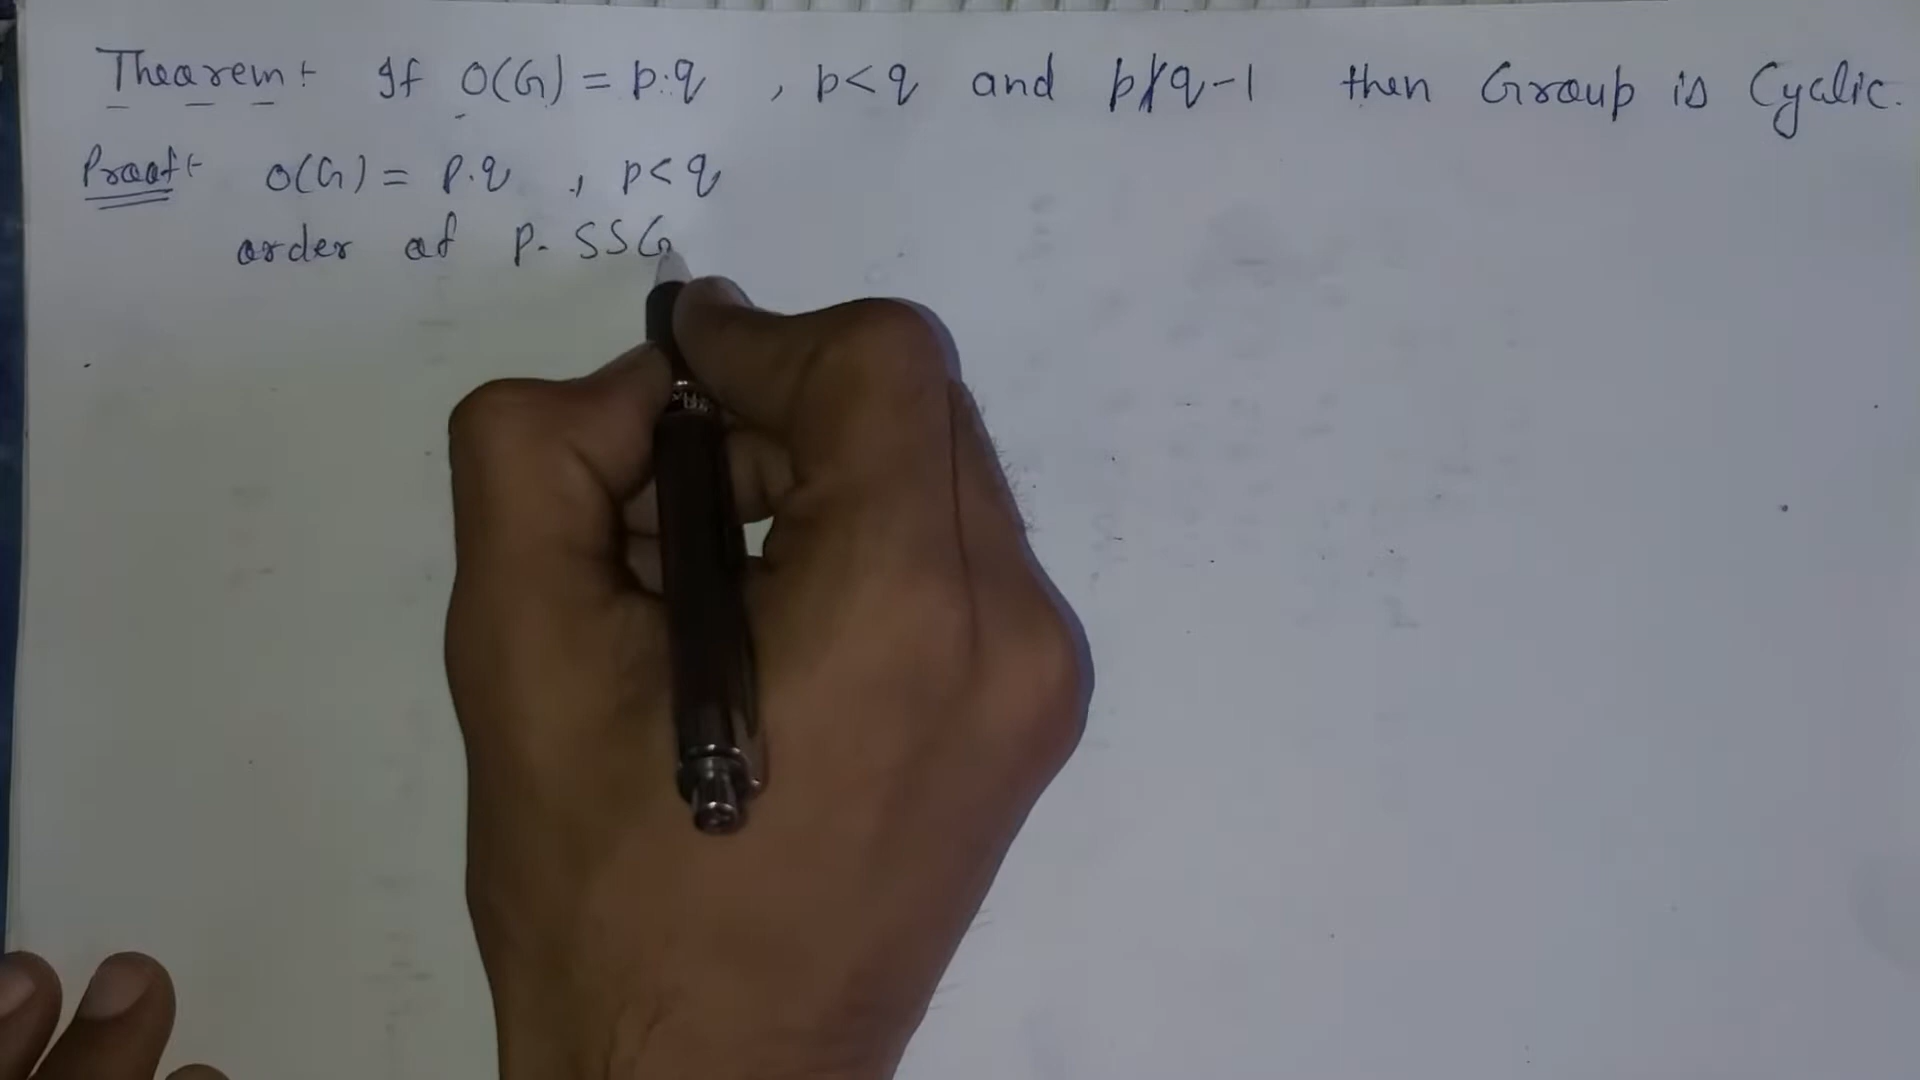 Theorem:- If O(G) = p.q , p<q and p∤q-1 then Group is Cyclic.
Proof:- O(G) = p.q , p<q
order of p-SSG